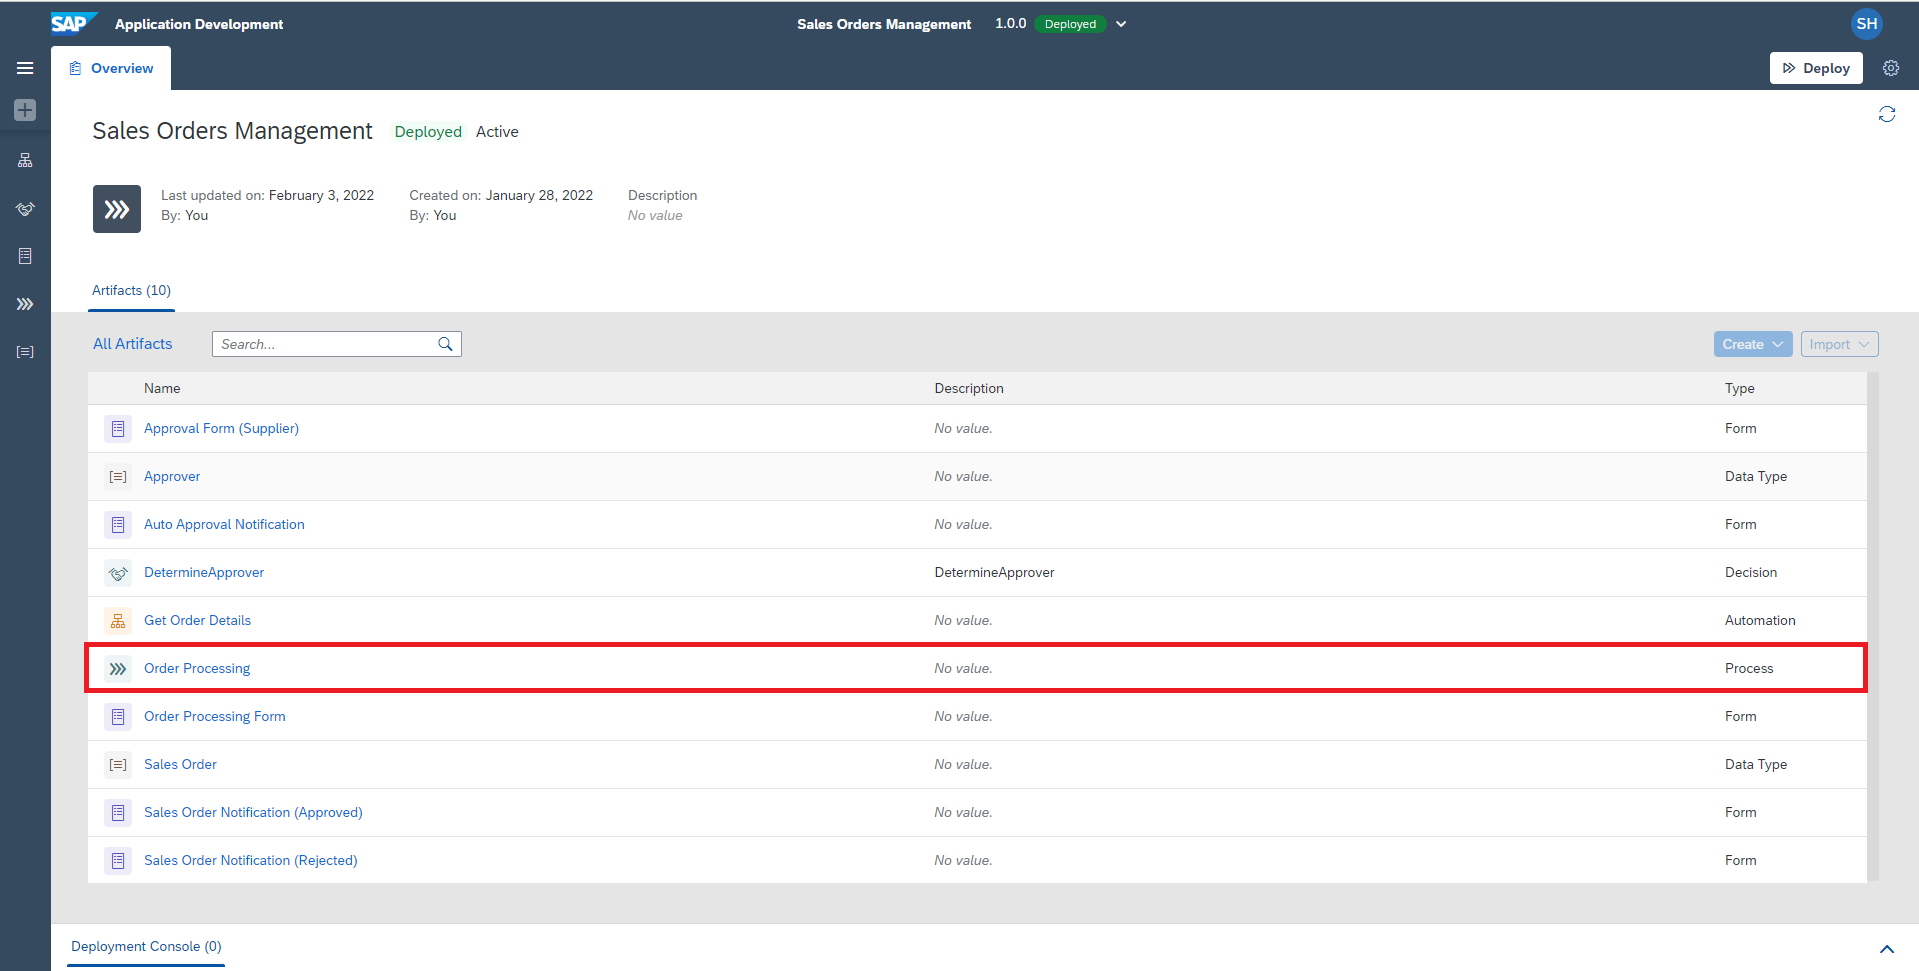 SAP Application Development Sales Orders Management 1.0.0 Deployed SH
Overview Deploy
Sales Orders Management Deployed Active
Last updated on: February 3, 2022 Created on: January 28, 2022 Description
By: You By: You No value
Artifacts (10)
All Artifacts Search... Create Import
Name Description Type
Approval Form (Supplier) No value. Form
Approver No value. Data Type
Auto Approval Notification No value. Form
DetermineApprover DetermineApprover Decision
Get Order Details No value. Automation
Order Processing No value. Process
Order Processing Form No value. Form
Sales Order No value. Data Type
Sales Order Notification (Approved) No value. Form
Sales Order Notification (Rejected) No value. Form
Deployment Console (0)